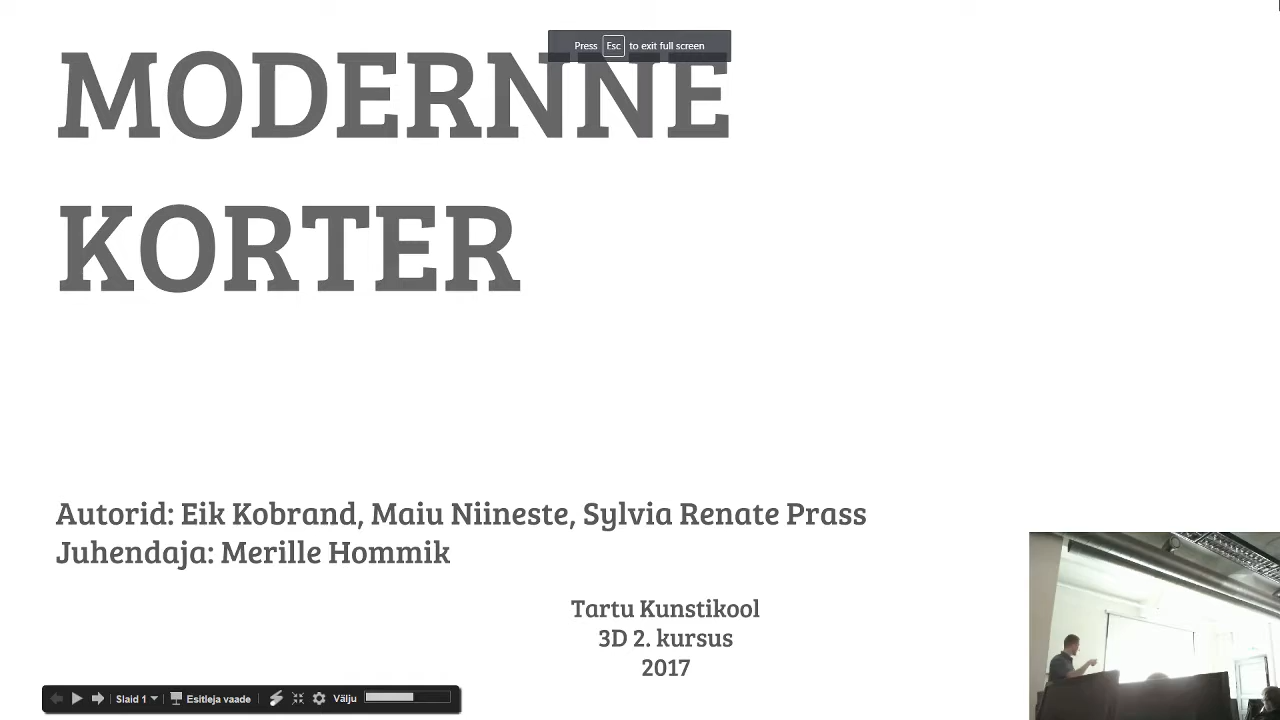 Press Esc to exit full screen
MODERNNE
KORTER
Autorid: Eik Kobrand, Maiu Niineste, Sylvia Renate Prass
Juhendaja: Merille Hommik
Tartu Kunstikool
3D 2. kursus
2017
Slaid 1 Esitleja vaade Välju